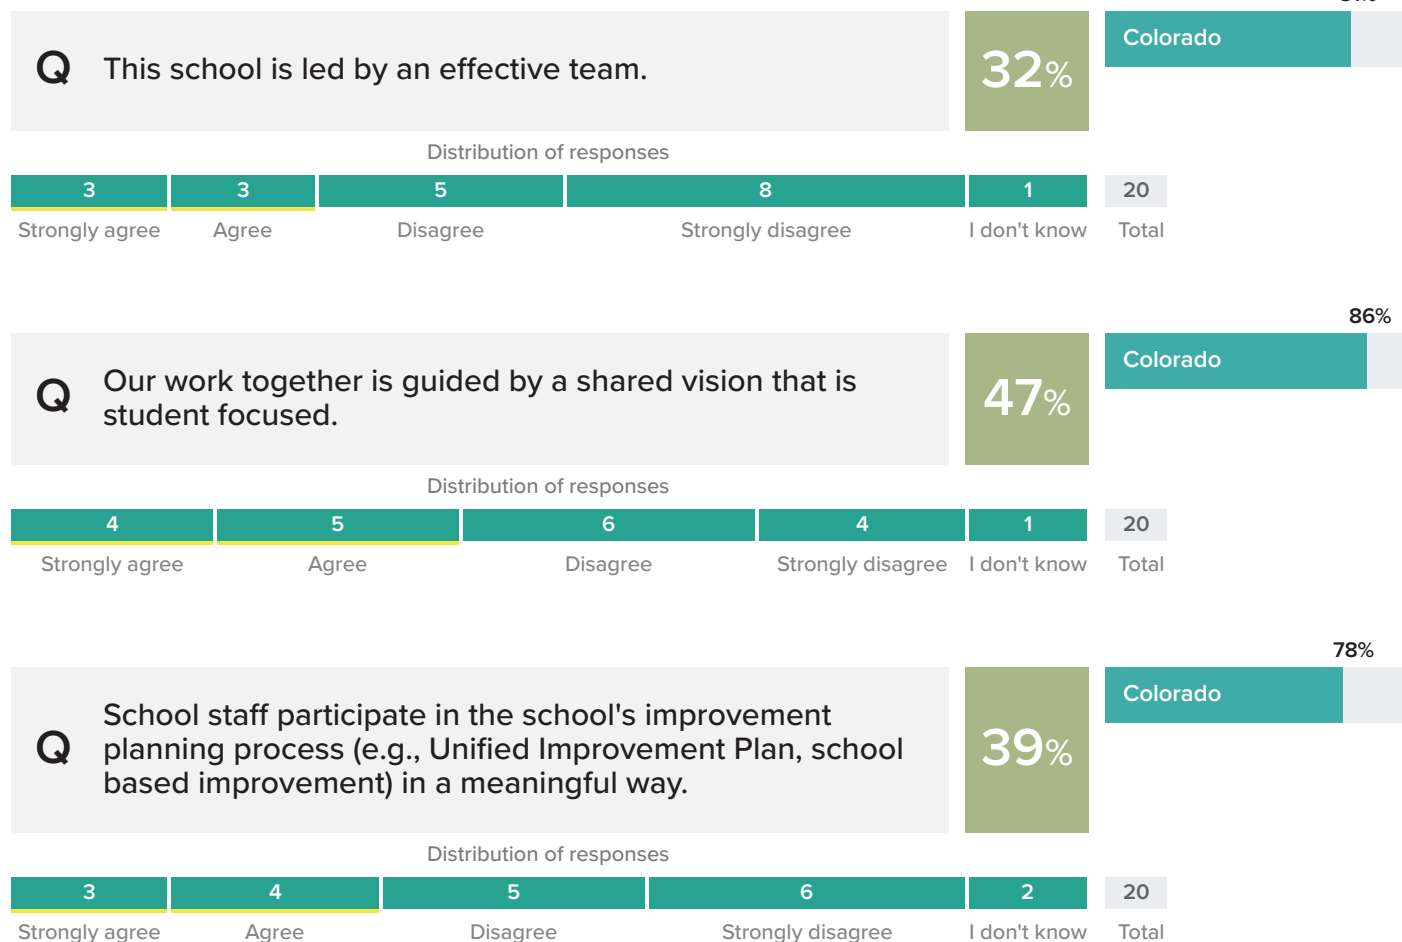 Q This school is led by an effective team.
32%
Colorado
Distribution of responses
3 3 5 8 1 20
Strongly agree Agree Disagree Strongly disagree I don't know Total
86%
Q Our work together is guided by a shared vision that is
student focused.
47%
Colorado
Distribution of responses
4 5 6 4 1 20
Strongly agree Agree Disagree Strongly disagree I don't know Total
78%
Q School staff participate in the school's improvement
planning process (e.g., Unified Improvement Plan, school
based improvement) in a meaningful way.
39%
Colorado
Distribution of responses
3 4 5 6 2 20
Strongly agree Agree Disagree Strongly disagree I don't know Total